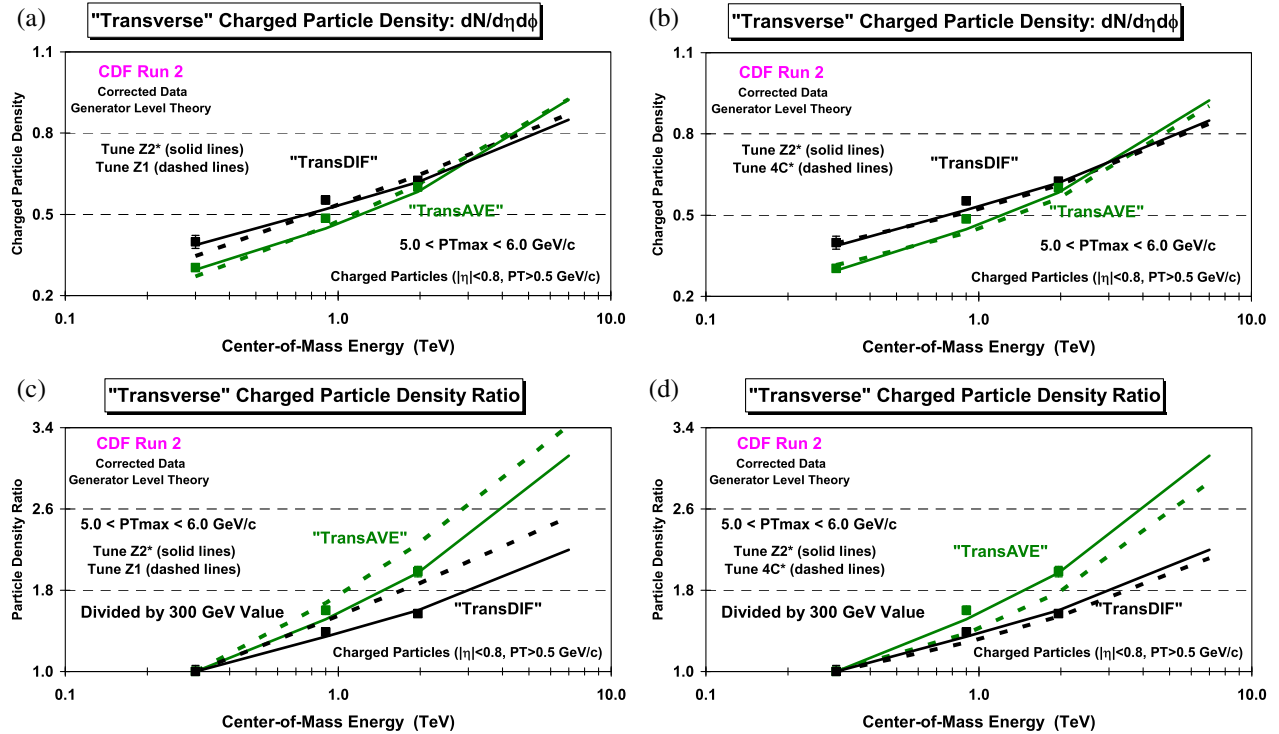 (a)
"Transverse" Charged Particle Density: dN/dηdϕ
1.1
0.8
0.5
0.2
Charged Particle Density
CDF Run 2
Corrected Data
Generator Level Theory
Tune Z2* (solid lines)
Tune Z1 (dashed lines)
"TransDIF"
"TransAVE"
5.0 < PTmax < 6.0 GeV/c
Charged Particles (|η|<0.8, PT>0.5 GeV/c)
0.1
1.0
10.0
Center-of-Mass Energy (TeV)
(b)
"Transverse" Charged Particle Density: dN/dηdϕ
1.1
0.8
0.5
0.2
Charged Particle Density
CDF Run 2
Corrected Data
Generator Level Theory
Tune Z2* (solid lines)
Tune 4C* (dashed lines)
"TransDIF"
"TransAVE"
5.0 < PTmax < 6.0 GeV/c
Charged Particles (|η|<0.8, PT>0.5 GeV/c)
0.1
1.0
10.0
Center-of-Mass Energy (TeV)
(c)
"Transverse" Charged Particle Density Ratio
3.4
2.6
1.8
1.0
Particle Density Ratio
CDF Run 2
Corrected Data
Generator Level Theory
5.0 < PTmax < 6.0 GeV/c
"TransAVE"
Tune Z2* (solid lines)
Tune Z1 (dashed lines)
Divided by 300 GeV Value
"TransDIF"
Charged Particles (|η|<0.8, PT>0.5 GeV/c)
0.1
1.0
10.0
Center-of-Mass Energy (TeV)
(d)
"Transverse" Charged Particle Density Ratio
3.4
2.6
1.8
1.0
Particle Density Ratio
CDF Run 2
Corrected Data
Generator Level Theory
5.0 < PTmax < 6.0 GeV/c
"TransAVE"
Tune Z2* (solid lines)
Tune 4C* (dashed lines)
Divided by 300 GeV Value
"TransDIF"
Charged Particles (|η|<0.8, PT>0.5 GeV/c)
0.1
1.0
10.0
Center-of-Mass Energy (TeV)